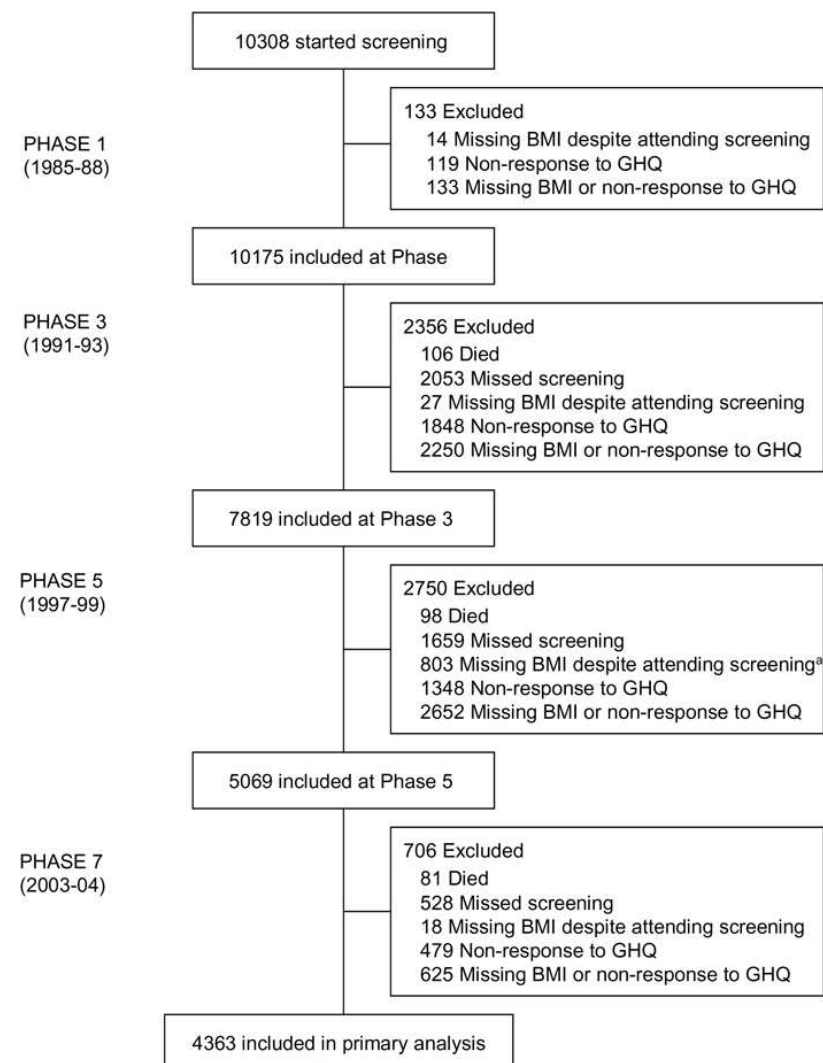 10308 started screening
PHASE 1
(1985-88)
133 Excluded
14 Missing BMI despite attending screening
119 Non-response to GHQ
133 Missing BMI or non-response to GHQ
10175 included at Phase
PHASE 3
(1991-93)
2356 Excluded
106 Died
2053 Missed screening
27 Missing BMI despite attending screening
1848 Non-response to GHQ
2250 Missing BMI or non-response to GHQ
7819 included at Phase 3
PHASE 5
(1997-99)
2750 Excluded
98 Died
1659 Missed screening
803 Missing BMI despite attending screeningᵃ
1348 Non-response to GHQ
2652 Missing BMI or non-response to GHQ
5069 included at Phase 5
PHASE 7
(2003-04)
706 Excluded
81 Died
528 Missed screening
18 Missing BMI despite attending screening
479 Non-response to GHQ
625 Missing BMI or non-response to GHQ
4363 included in primary analysis